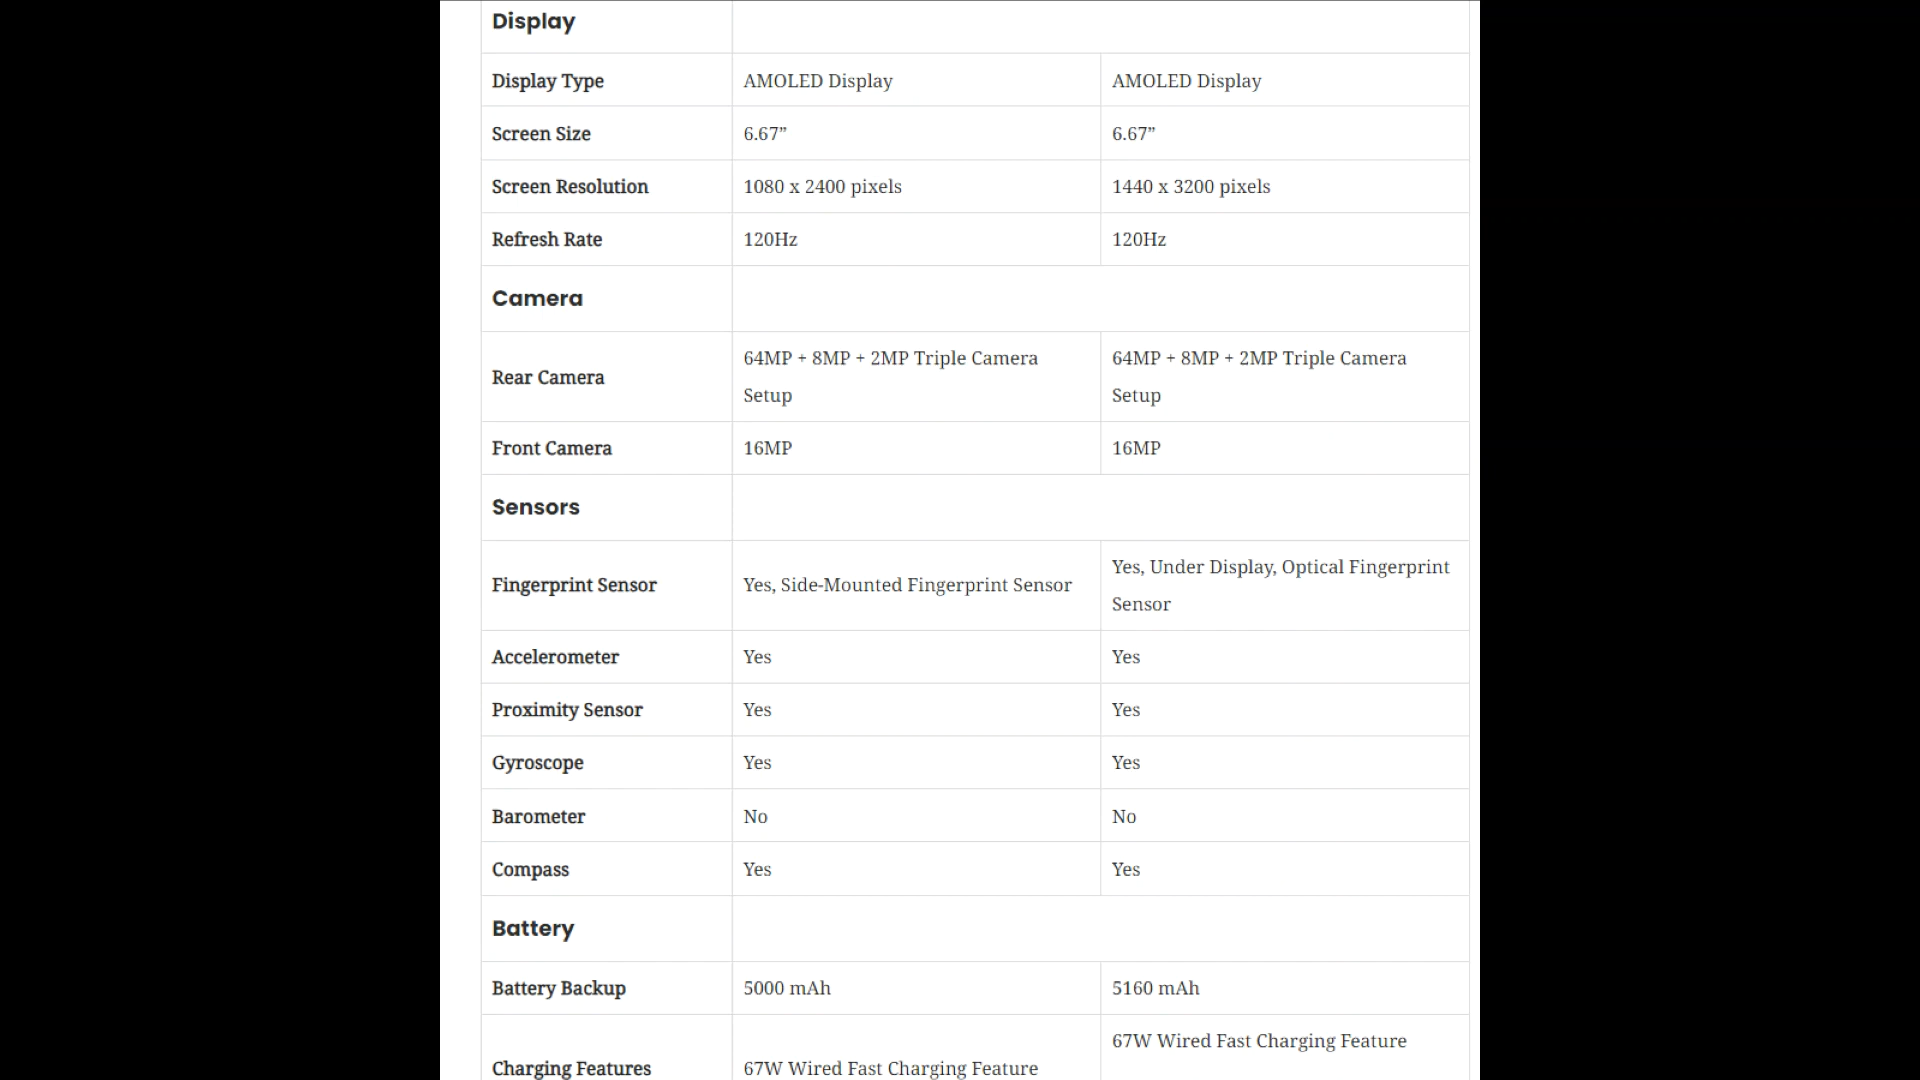 Display
Display Type AMOLED Display AMOLED Display
Screen Size 6.67” 6.67”
Screen Resolution 1080 x 2400 pixels 1440 x 3200 pixels
Refresh Rate 120Hz 120Hz
Camera
Rear Camera 64MP + 8MP + 2MP Triple Camera Setup 64MP + 8MP + 2MP Triple Camera Setup
Front Camera 16MP 16MP
Sensors
Fingerprint Sensor Yes, Side-Mounted Fingerprint Sensor Yes, Under Display, Optical Fingerprint Sensor
Accelerometer Yes Yes
Proximity Sensor Yes Yes
Gyroscope Yes Yes
Barometer No No
Compass Yes Yes
Battery
Battery Backup 5000 mAh 5160 mAh
Charging Features 67W Wired Fast Charging Feature 67W Wired Fast Charging Feature